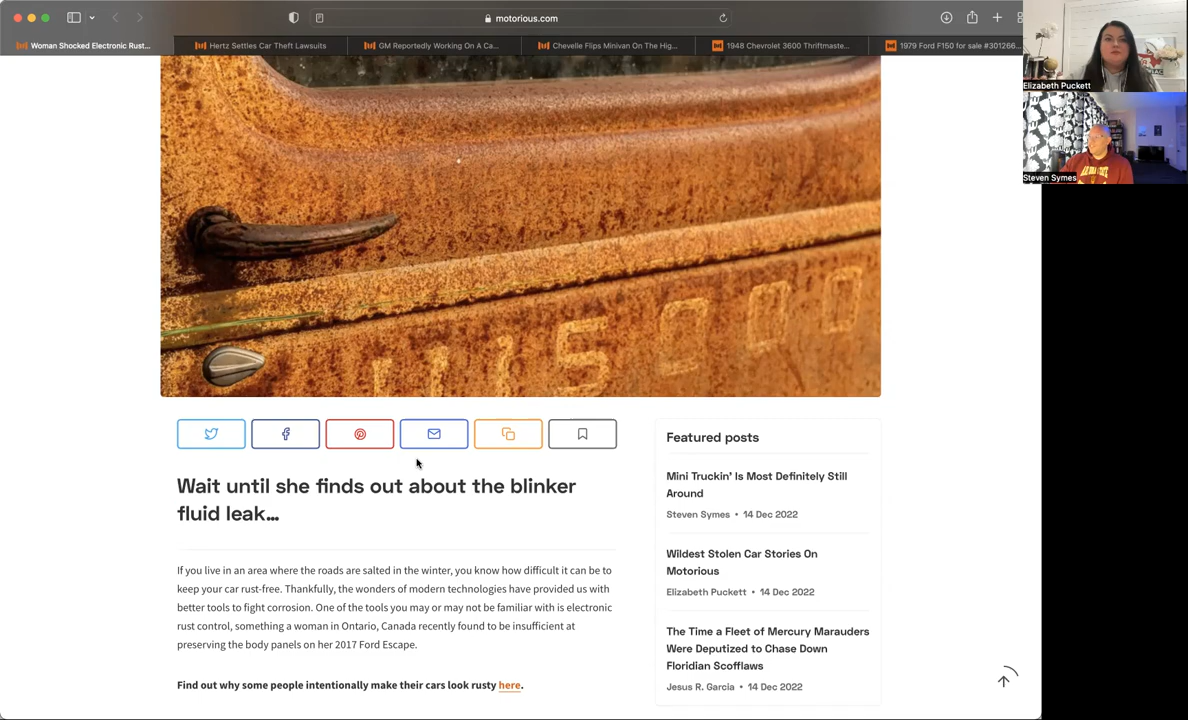 motorious.com
Woman Shocked Electronic Rust...
Hertz Settles Car Theft Lawsuits
GM Reportedly Working On A Ca...
Chevelle Flips Minivan On The Hig...
1948 Chevrolet 3600 Thriftmaste...
1979 Ford F150 for sale #301266...
Elizabeth Puckett
Steven Symes
115000
Wait until she finds out about the blinker
fluid leak...
If you live in an area where the roads are salted in the winter, you know how difficult it can be to
keep your car rust-free. Thankfully, the wonders of modern technologies have provided us with
better tools to fight corrosion. One of the tools you may or may not be familiar with is electronic
rust control, something a woman in Ontario, Canada recently found to be insufficient at
preserving the body panels on her 2017 Ford Escape.
Find out why some people intentionally make their cars look rusty here.
Featured posts
Mini Truckin' Is Most Definitely Still
Around
Steven Symes • 14 Dec 2022
Wildest Stolen Car Stories On
Motorious
Elizabeth Puckett • 14 Dec 2022
The Time a Fleet of Mercury Marauders
Were Deputized to Chase Down
Floridian Scofflaws
Jesus R. Garcia • 14 Dec 2022